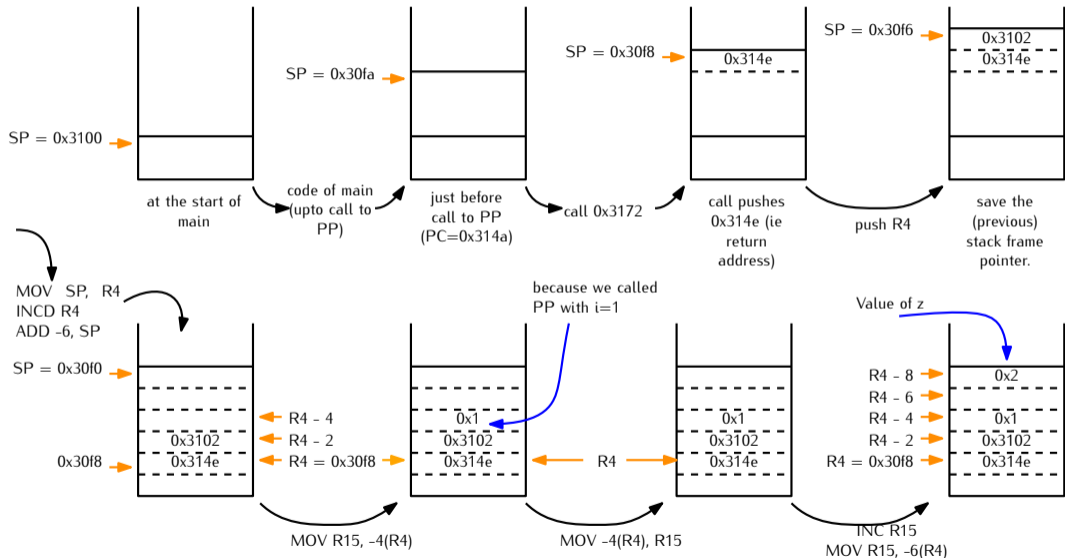 SP = 0x3100
at the start of
main
code of main
(upto call to
PP)
SP = 0x30fa
just before
call to PP
(PC=0x314a)
call 0x3172
SP = 0x30f8
0x314e
call pushes
0x314e (ie
return
address)
push R4
SP = 0x30f6
0x3102
0x314e
save the
(previous)
stack frame
pointer.
MOV SP, R4
INCD R4
ADD -6, SP
SP = 0x30f0
0x30f8
0x3102
0x314e
R4 - 4
R4 - 2
R4 = 0x30f8
MOV R15, -4(R4)
because we called
PP with i=1
0x1
0x3102
0x314e
R4
MOV -4(R4), R15
0x1
0x3102
0x314e
INC R15
MOV R15, -6(R4)
Value of z
R4 - 8
R4 - 6
R4 - 4
R4 - 2
R4 = 0x30f8
0x2
0x1
0x3102
0x314e